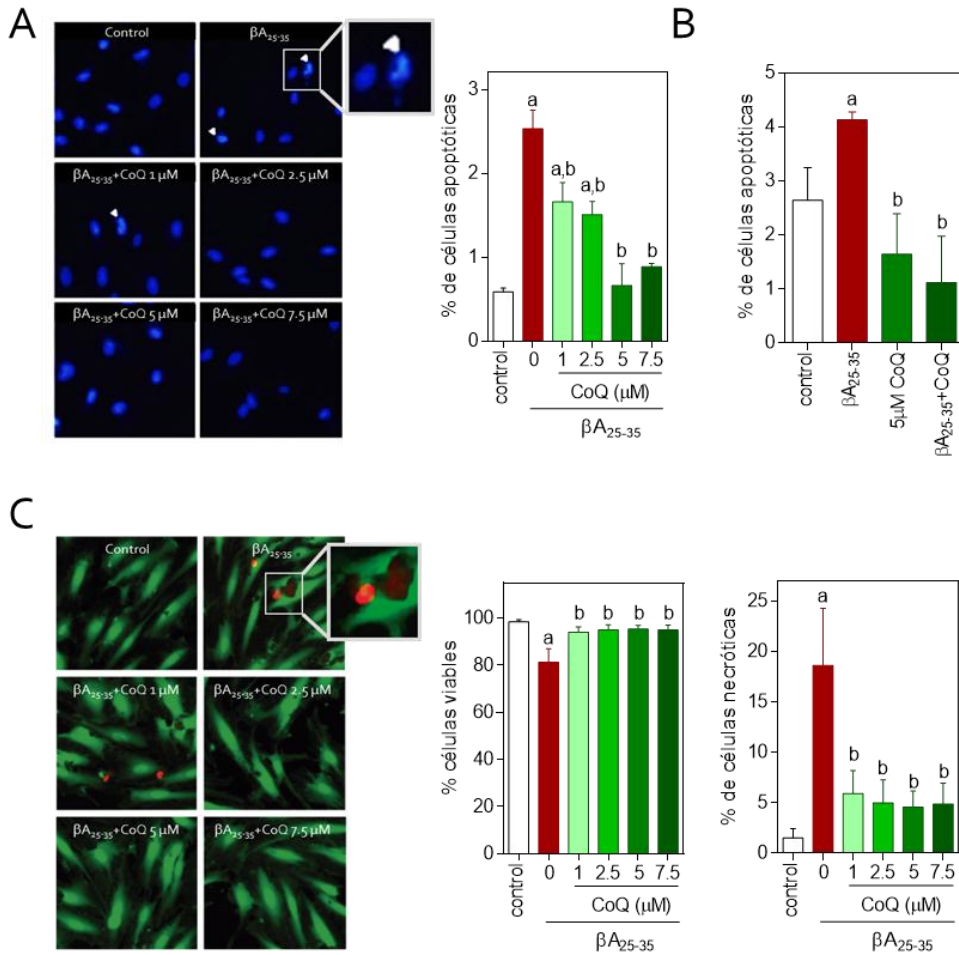 A
Control
βA25-35
βA25-35+CoQ 1 µM
βA25-35+CoQ 2.5 µM
βA25-35+CoQ 5 µM
βA25-35+CoQ 7.5 µM
% de células apoptóticas
3
2
1
0
a
a,b
a,b
b
b
control
0
1
2.5
5
7.5
CoQ (µM)
βA25-35
B
% de células apoptóticas
5
4
3
2
1
0
a
b
b
control
βA25-35
5µM CoQ
βA25-35+CoQ
C
Control
βA25-35
βA25-35+CoQ 1 µM
βA25-35+CoQ 2,5 µM
βA25-35+CoQ 5 µM
βA25-35+CoQ 7.5 µM
% células viables
100
80
60
40
20
0
a
b
b
b
b
control
0
1
2.5
5
7.5
CoQ (µM)
βA25-35
% de células necróticas
25
20
15
10
5
0
a
b
b
b
b
control
0
1
2.5
5
7.5
CoQ (µM)
βA25-35